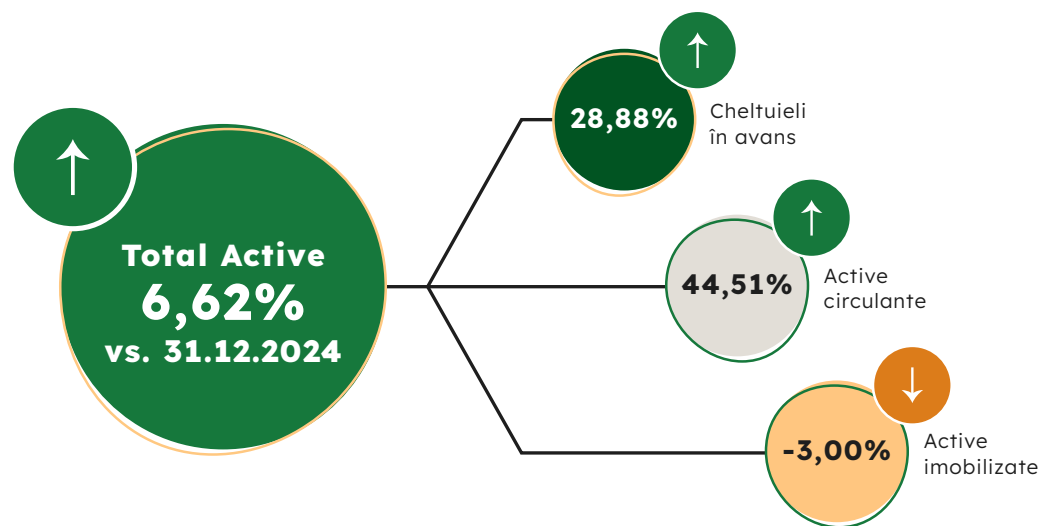 Total Active
6,62%
vs. 31.12.2024
28,88%
Cheltuieli
în avans
44,51%
Active
circulante
-3,00%
Active
imobilizate